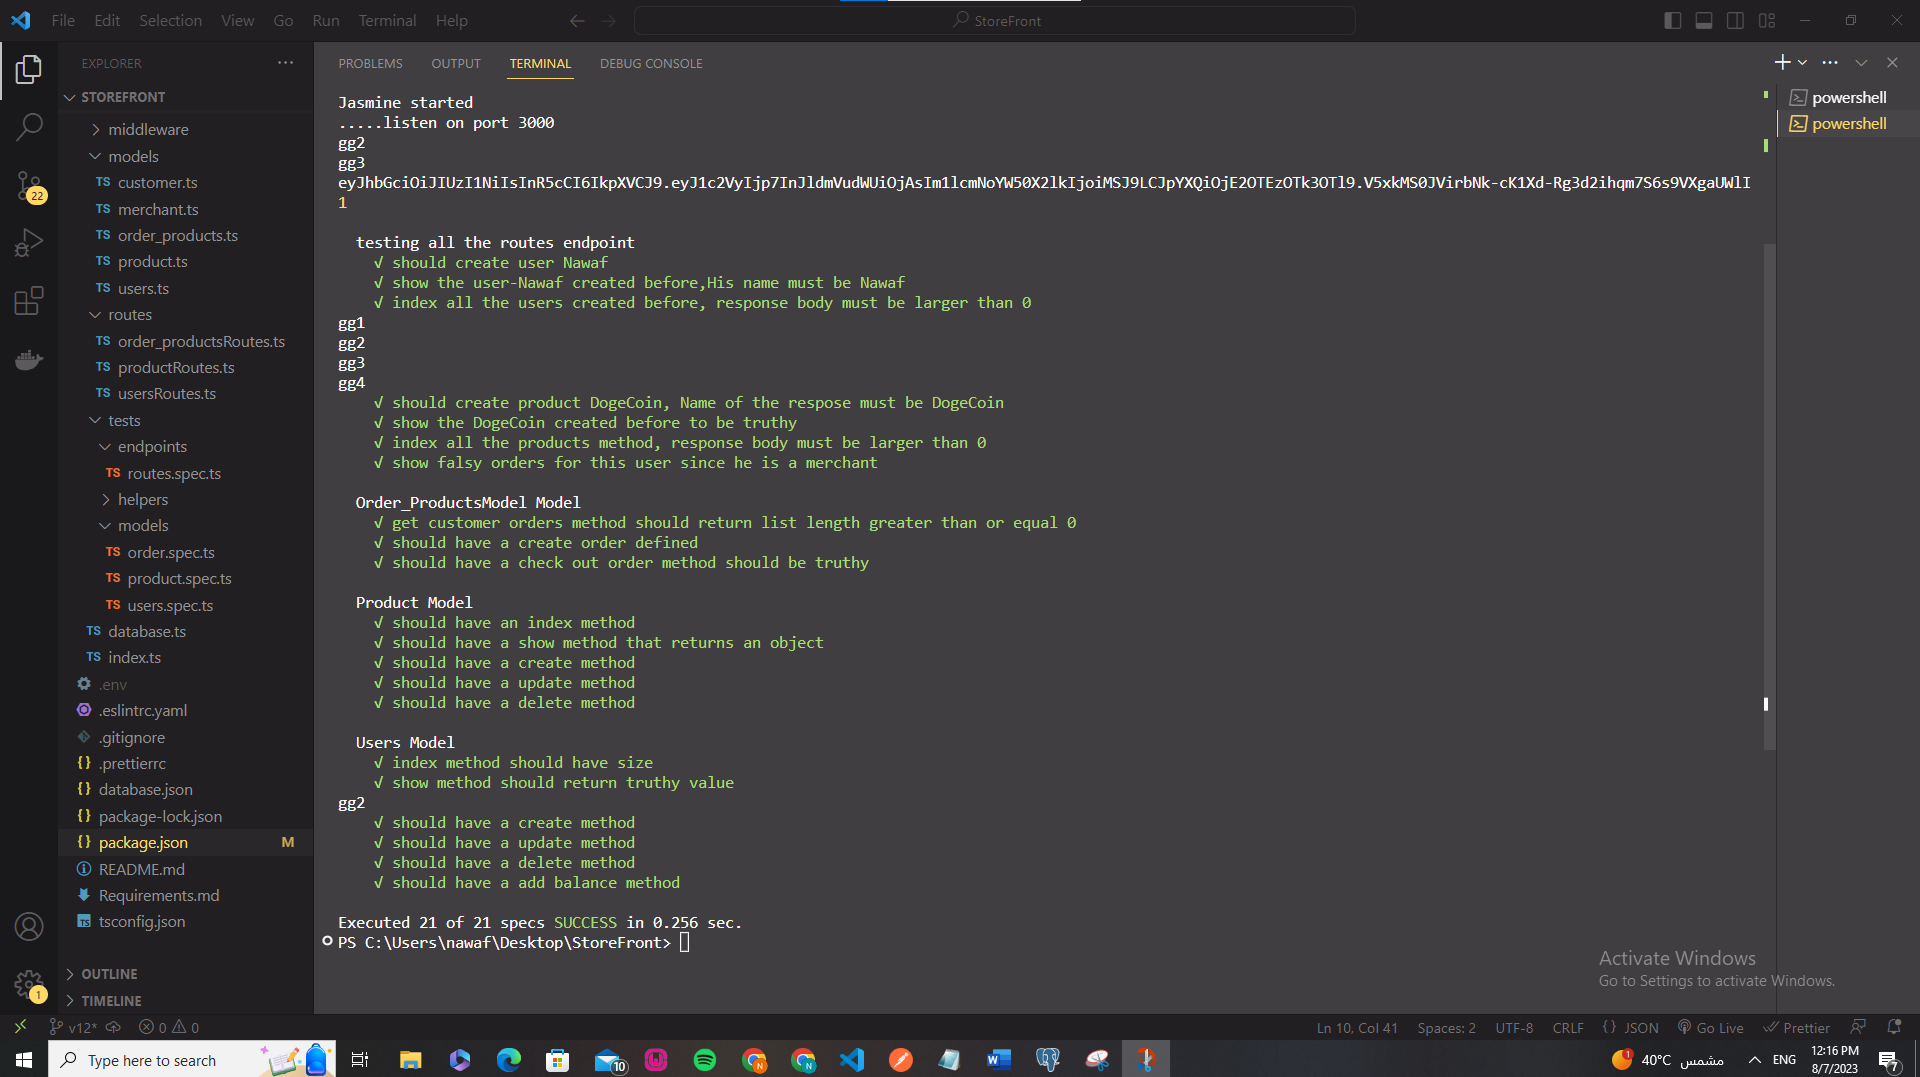 File Edit Selection View Go Run Terminal Help
StoreFront
EXPLORER
STOREFRONT
middleware
models
TS customer.ts
TS merchant.ts
TS order_products.ts
TS product.ts
TS users.ts
routes
TS order_productsRoutes.ts
TS productRoutes.ts
TS usersRoutes.ts
tests
endpoints
TS routes.spec.ts
helpers
models
TS order.spec.ts
TS product.spec.ts
TS users.spec.ts
TS database.ts
TS index.ts
.env
.eslintrc.yaml
.gitignore
.prettierrc
database.json
package-lock.json
package.json M
README.md
Requirements.md
tsconfig.json
OUTLINE
TIMELINE
22
1
PROBLEMS OUTPUT TERMINAL DEBUG CONSOLE
powershell
powershell
Jasmine started
.....listen on port 3000
gg2
gg3
1
testing all the routes endpoint
√ should create user Nawaf
√ show the user-Nawaf created before,His name must be Nawaf
√ index all the users created before, response body must be larger than 0
gg1
gg2
gg3
gg4
√ should create product DogeCoin, Name of the respose must be DogeCoin
√ show the DogeCoin created before to be truthy
√ index all the products method, response body must be larger than 0
√ show falsy orders for this user since he is a merchant
Order_ProductsModel Model
√ get customer orders method should return list length greater than or equal 0
√ should have a create order defined
√ should have a check out order method should be truthy
Product Model
√ should have an index method
√ should have a show method that returns an object
√ should have a create method
√ should have a update method
√ should have a delete method
Users Model
√ index method should have size
√ show method should return truthy value
gg2
√ should have a create method
√ should have a update method
√ should have a delete method
√ should have a add balance method
Executed 21 of 21 specs SUCCESS in 0.256 sec.
PS C:\Users\nawaf\Desktop\StoreFront>
Activate Windows
Go to Settings to activate Windows.
v12* 0 0
Ln 10, Col 41 Spaces: 2 UTF-8 CRLF {} JSON Go Live Prettier
Type here to search
10
1 40°C مشمس ENG
12:16 PM
8/7/2023
7